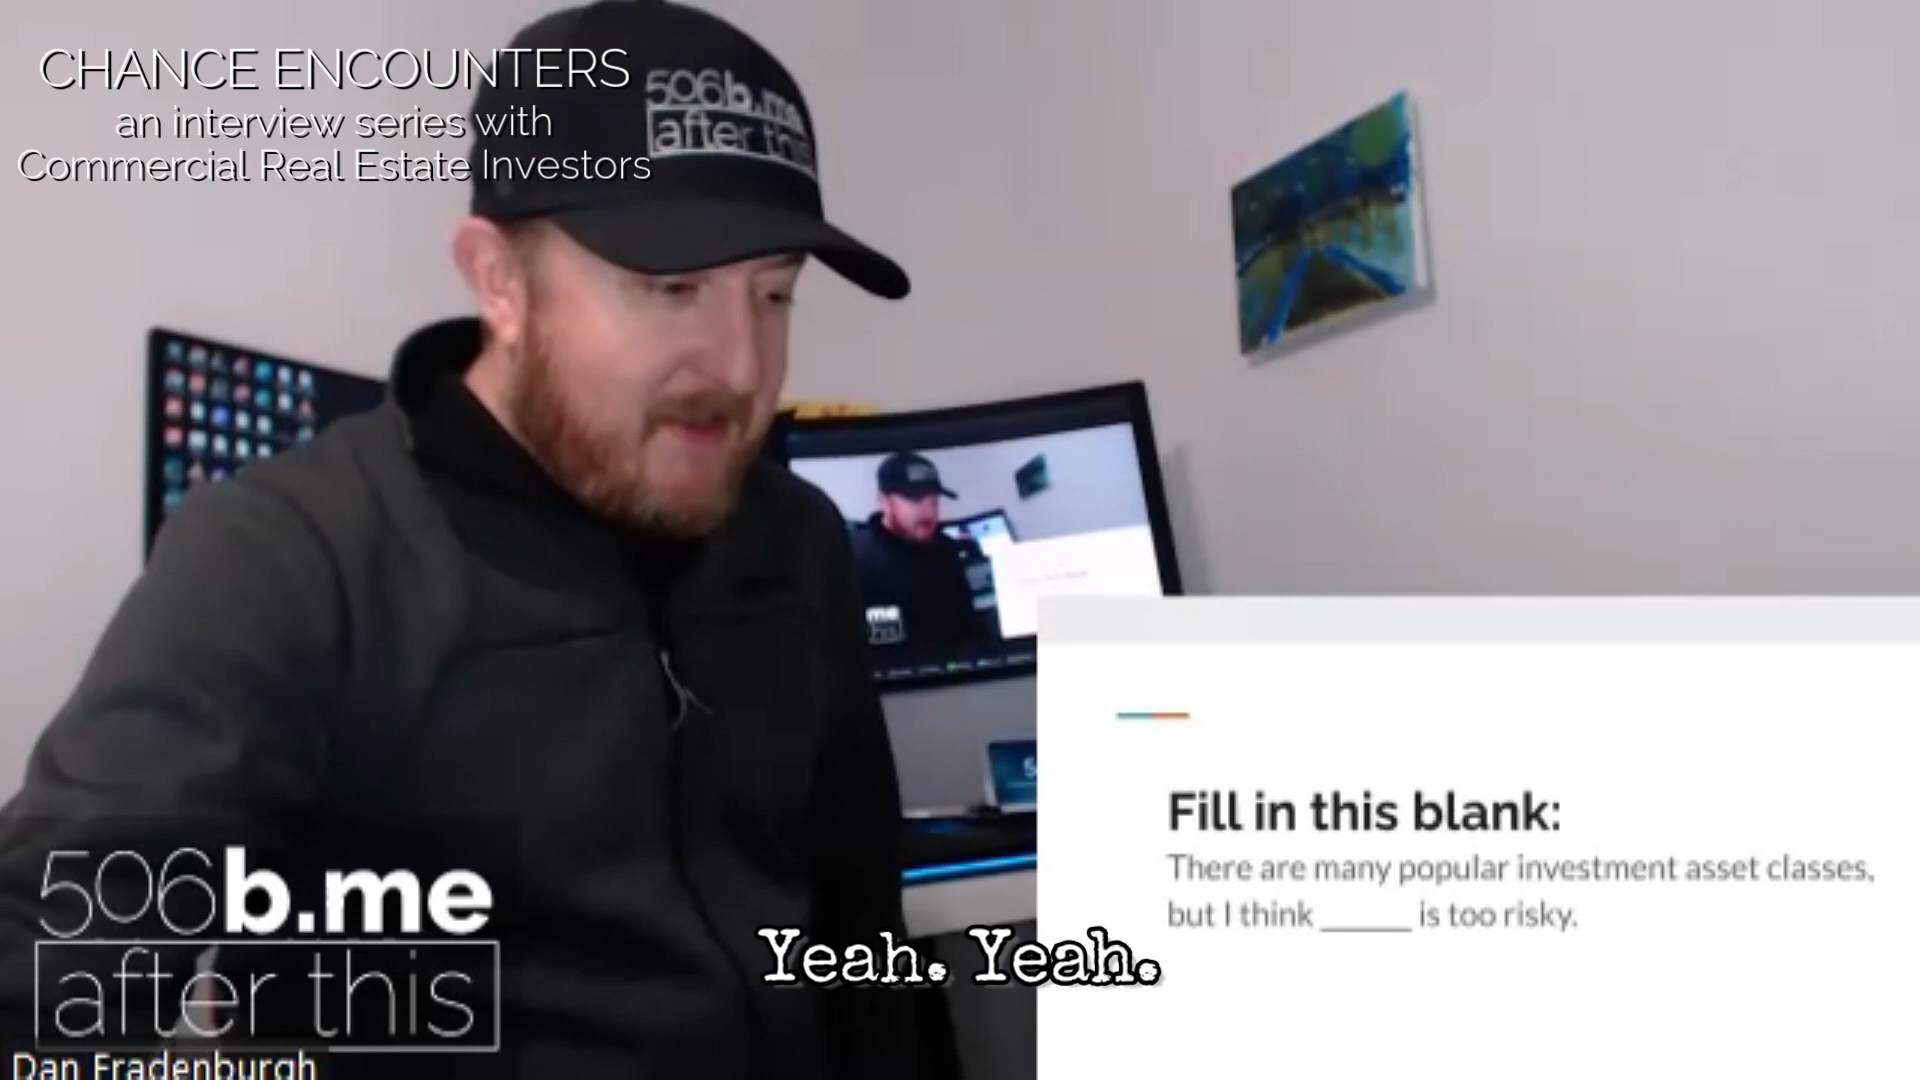 CHANCE ENCOUNTERS
an interview series with
Commercial Real Estate Investors
506b.me
after this
Fill in this blank:
There are many popular investment asset classes,
but I think ______ is too risky.
Yeah. Yeah.
506b.me
after this
Dan Fradenburgh